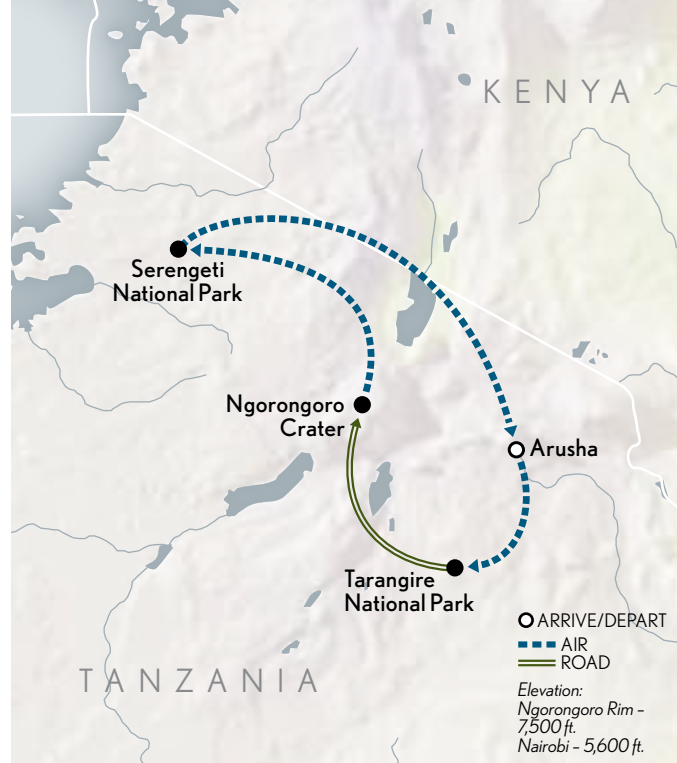 KENYA
Serengeti
National Park
Ngorongoro
Crater
Arusha
Tarangire
National Park
TANZANIA
ARRIVE/DEPART
AIR
ROAD
Elevation:
Ngorongoro Rim –
7,500 ft.
Nairobi – 5,600 ft.